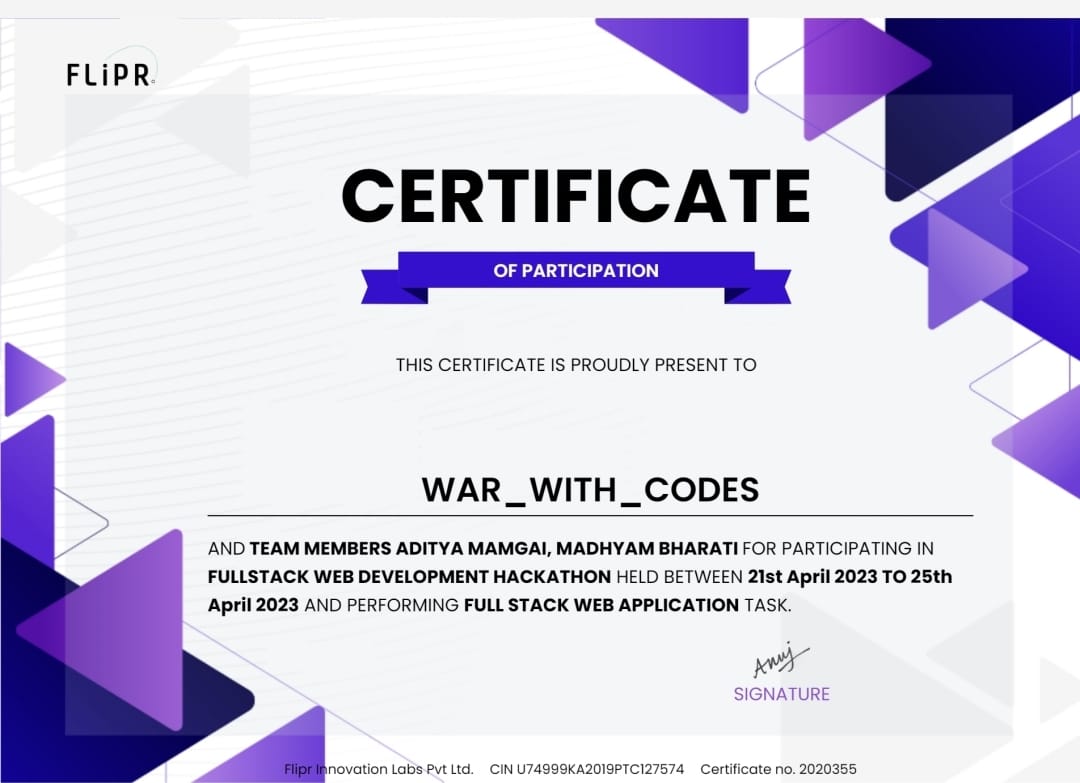 FLiPR
CERTIFICATE
OF PARTICIPATION
THIS CERTIFICATE IS PROUDLY PRESENT TO
WAR_WITH_CODES
AND TEAM MEMBERS ADITYA MAMGAI, MADHYAM BHARATI FOR PARTICIPATING IN
FULLSTACK WEB DEVELOPMENT HACKATHON HELD BETWEEN 21st April 2023 TO 25th
April 2023 AND PERFORMING FULL STACK WEB APPLICATION TASK.
Anuj
SIGNATURE
Flipr Innovation Labs Pvt Ltd. CIN U74999KA2019PTC127574 Certificate no. 2020355